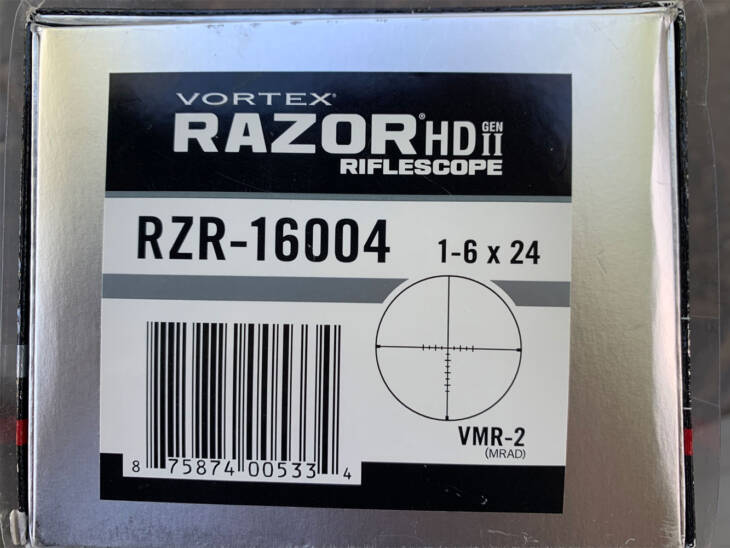 VORTEX®
RAZOR® HD GEN II
RIFLESCOPE
RZR-16004 1-6 x 24
VMR-2
(MRAD)
8 75874 00533 4